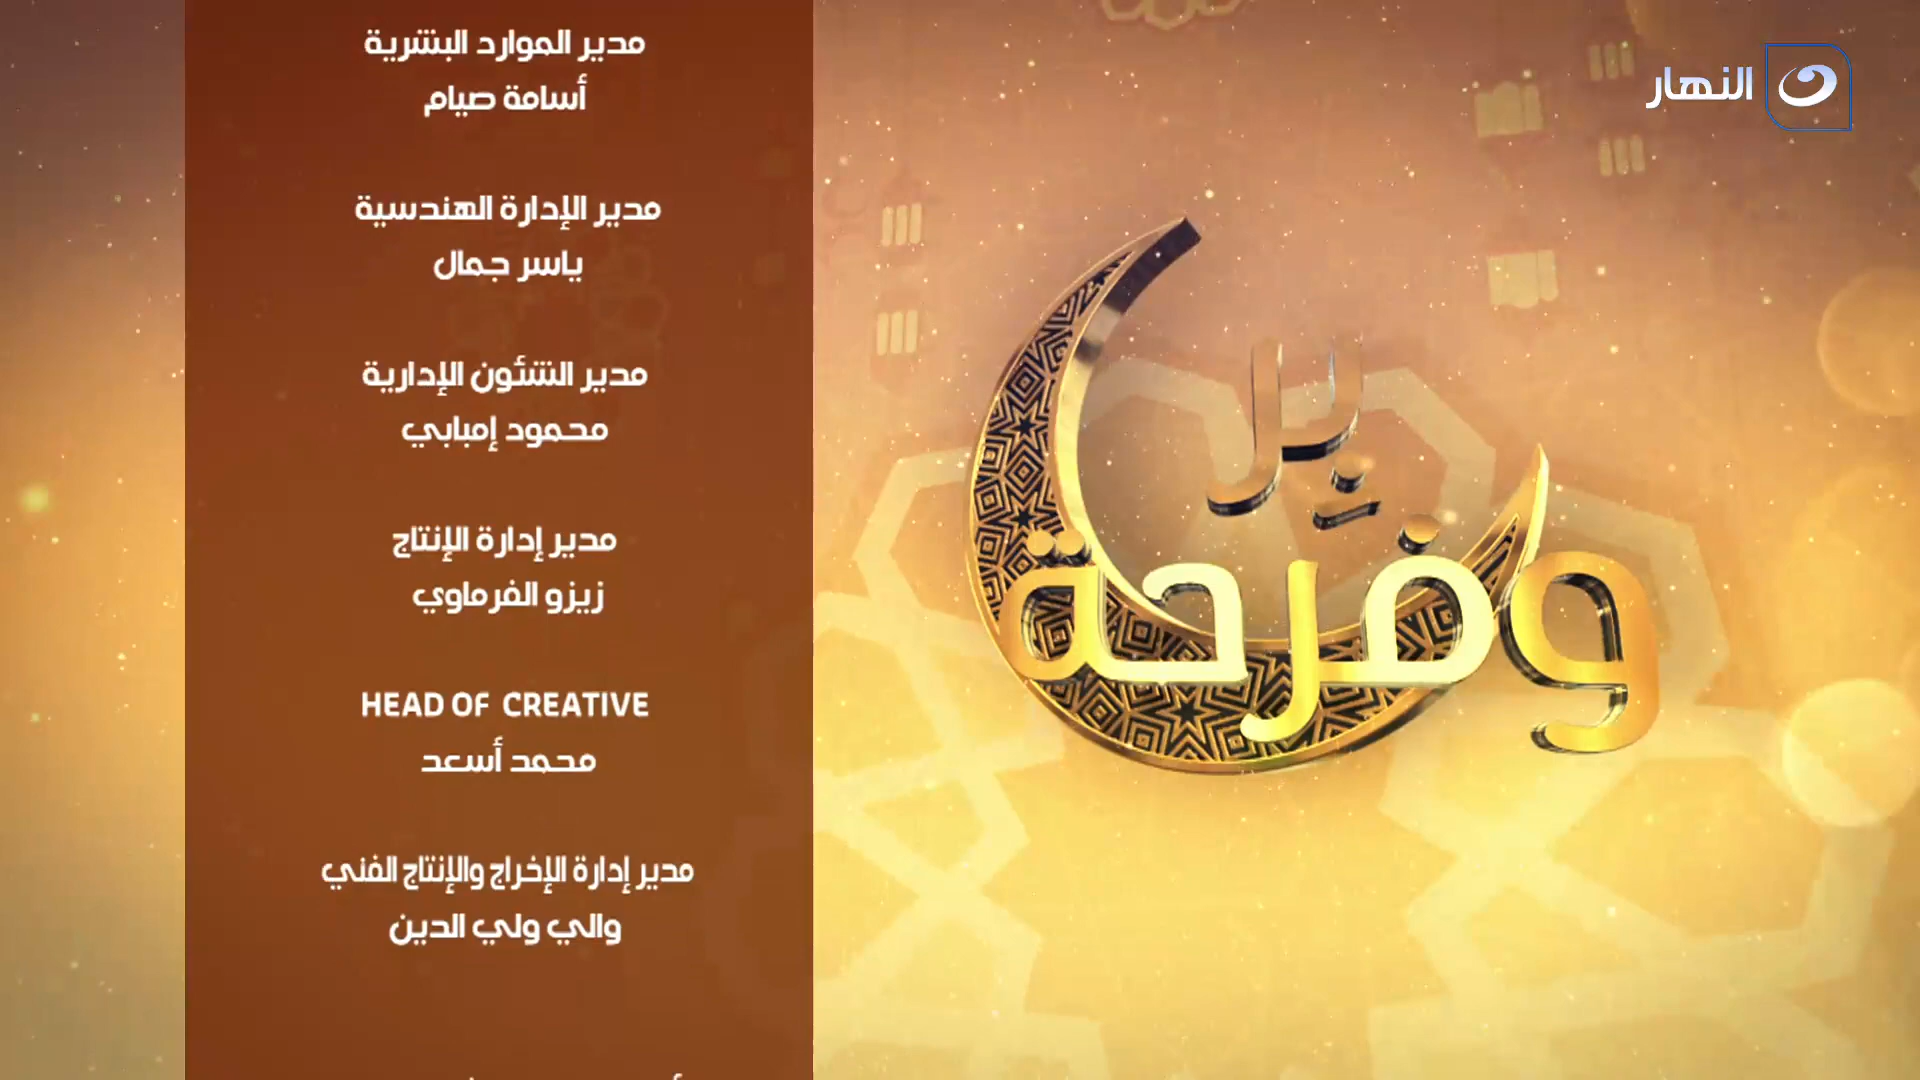 مدير الموارد البشرية
أسامة صيام
مدير الإدارة الهندسية
ياسر جمال
مدير الشئون الإدارية
محمود إمبابي
مدير إدارة الإنتاج
زيزو الفرماوي
HEAD OF CREATIVE
محمد أسعد
مدير إدارة الإخراج والإنتاج الفني
والي ولي الدين
النهار
بِر
وفرحة